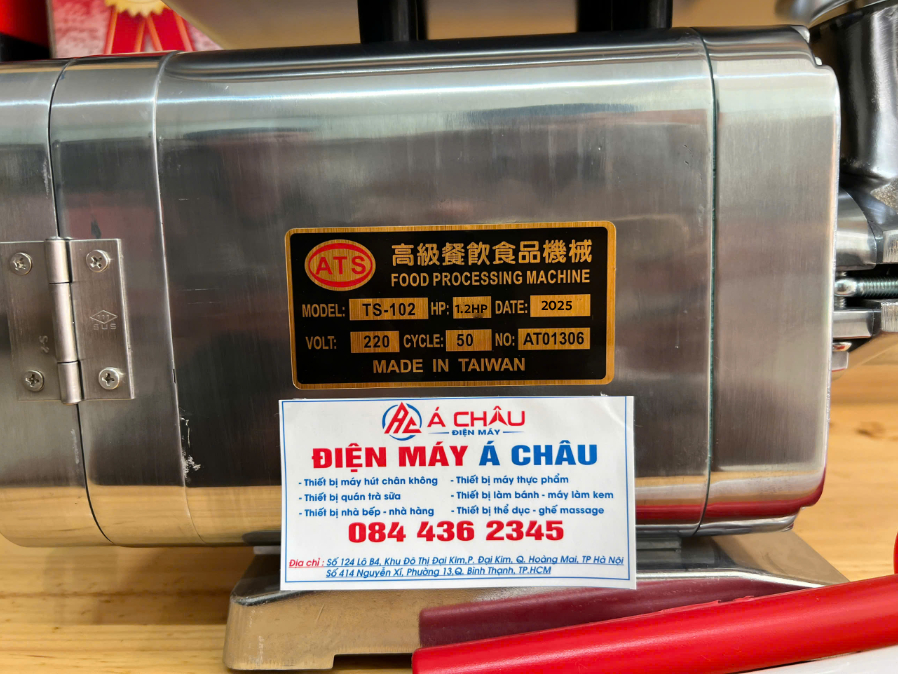 ATS
高級餐飲食品機械
FOOD PROCESSING MACHINE
MODEL: TS-102 HP: 1.2HP DATE: 2025
VOLT: 220 CYCLE: 50 NO: AT01306
MADE IN TAIWAN
Á CHÂU
ĐIỆN MÁY
ĐIỆN MÁY Á CHÂU
- Thiết bị máy hút chân không - Thiết bị máy thực phẩm
- Thiết bị quán trà sữa - Thiết bị làm bánh - máy làm kem
- Thiết bị nhà bếp - nhà hàng - Thiết bị thể dục - ghế massage
084 436 2345
Địa chỉ : Số 124 Lô B4, Khu Đô Thị Đại Kim,P. Đại Kim, Q. Hoàng Mai, TP Hà Nội
Số 414 Nguyễn Xí, Phường 13,Q. Bình Thạnh, TP.HCM